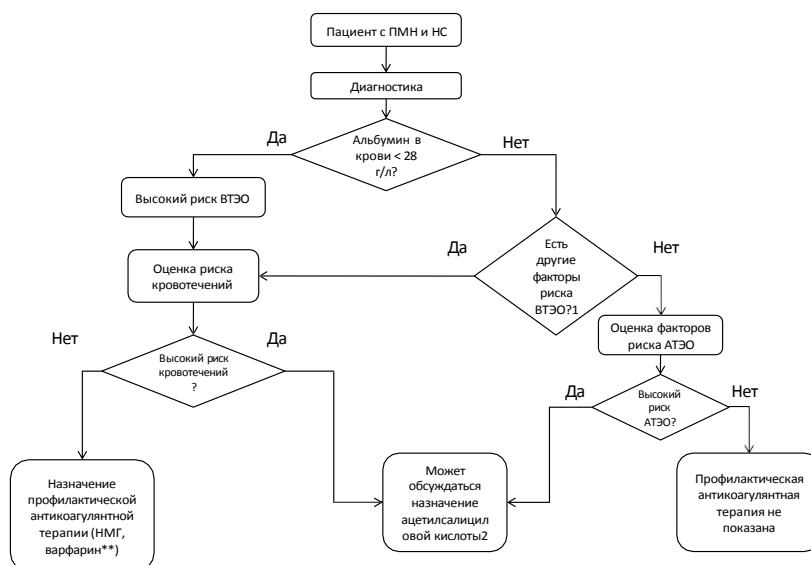 Пациент с ПМН и НС
Диагностика
Да
Альбумин в
крови < 28
г/л?
Нет
Высокий риск ВТЭО
Да
Есть
другие
факторы
риска
ВТЭО?1
Нет
Оценка риска
кровотечений
Оценка факторов
риска АТЭО
Нет
Высокий риск
кровотечений
?
Да
Да
Высокий
риск
АТЭО?
Нет
Назначение
профилактической
антикоагулянтной
терапии (НМГ,
варфарин**)
Может
обсуждаться
назначение
ацетилсалицил
овой кислоты2
Профилактическая
антикоагулянтная
терапия не
показана